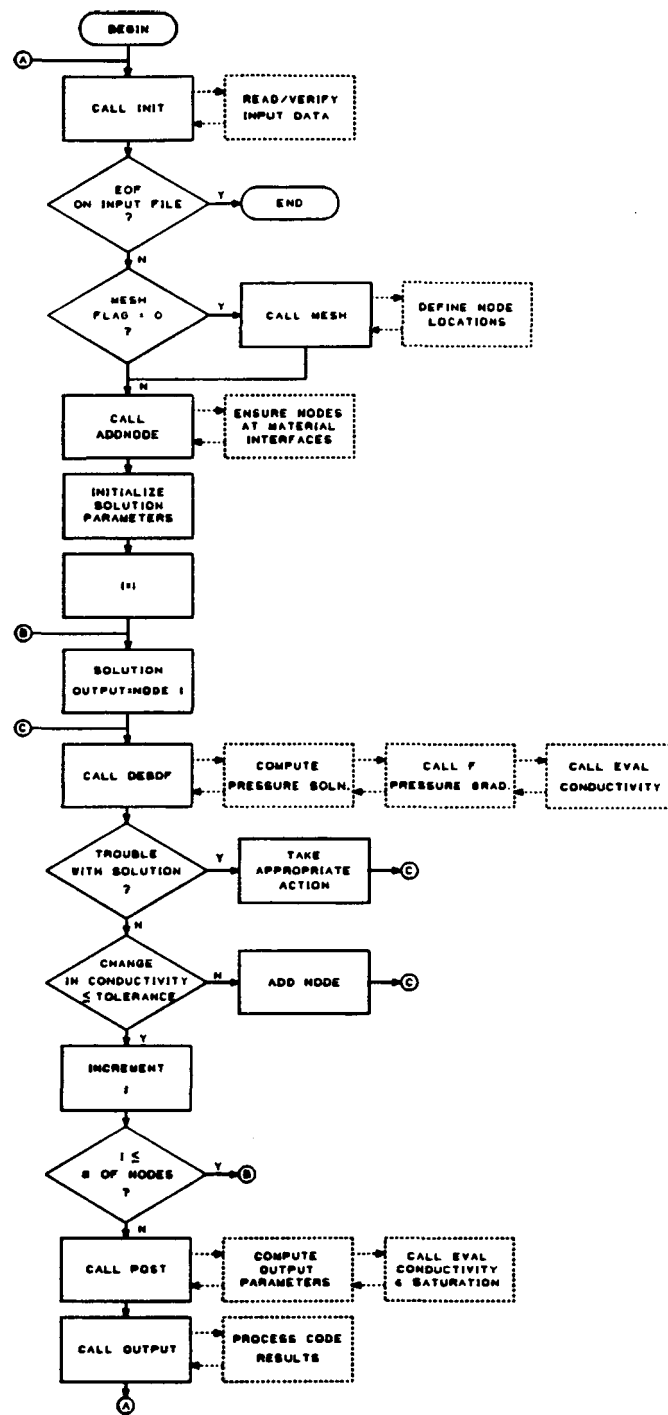 BEGIN
A
CALL INIT
READ/VERIFY
INPUT DATA
EOF
ON INPUT FILE
?
Y
END
N
MESH
FLAG = 0
?
Y
CALL MESH
DEFINE NODE
LOCATIONS
N
CALL
ADDNODE
ENSURE NODES
AT MATERIAL
INTERFACES
INITIALIZE
SOLUTION
PARAMETERS
B
SOLUTION
OUTPUT=NODE I
C
CALL DEBDF
COMPUTE
PRESSURE SOLN.
CALL F
PRESSURE GRAD.
CALL EVAL
CONDUCTIVITY
TROUBLE
WITH SOLUTION
?
Y
TAKE
APPROPRIATE
ACTION
C
N
CHANGE
IN CONDUCTIVITY
≤ TOLERANCE
N
ADD NODE
C
Y
INCREMENT
I
I ≤
# OF NODES
?
Y
B
N
CALL POST
COMPUTE
OUTPUT
PARAMETERS
CALL EVAL
CONDUCTIVITY
& SATURATION
CALL OUTPUT
PROCESS CODE
RESULTS
A